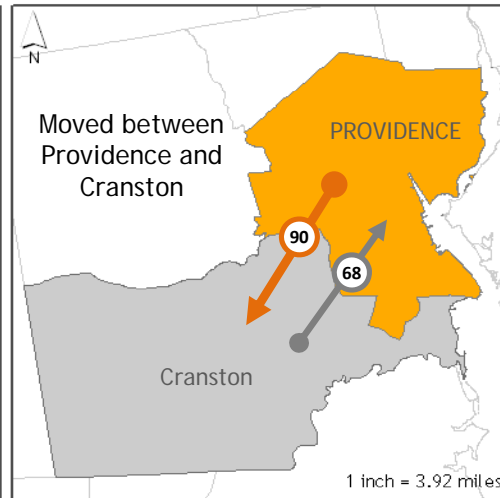 N
Moved between
Providence and
Cranston
PROVIDENCE
90
68
Cranston
1 inch = 3.92 miles